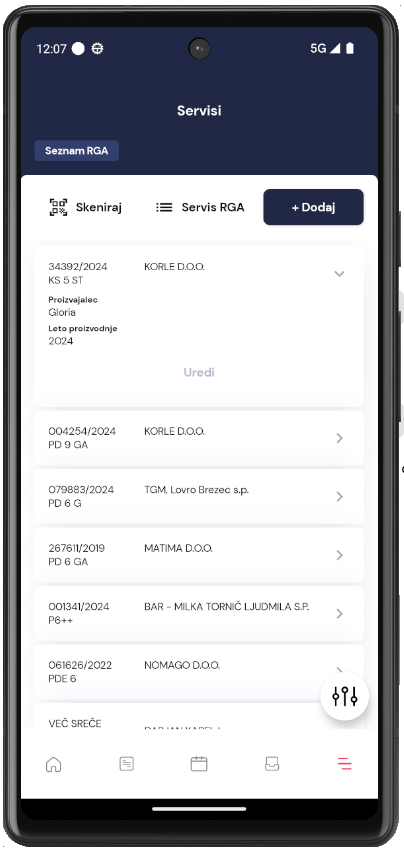 12:07
5G
Servisi
Seznam RGA
Skeniraj
Servis RGA
+ Dodaj
34392/2024
KORLE D.O.O.
KS 5 ST
Proizvajalec
Gloria
Leto proizvodnje
2024
Uredi
004254/2024
KORLE D.O.O.
PD 9 GA
079883/2024
TGM, Lovro Brezec s.p.
PD 6 G
267611/2019
MATIMA D.O.O.
PD 6 GA
001341/2024
BAR - MILKA TORNIČ LJUDMILA S.P.
P6++
061626/2022
NOMAGO D.O.O.
PDE 6
VEČ SREČE